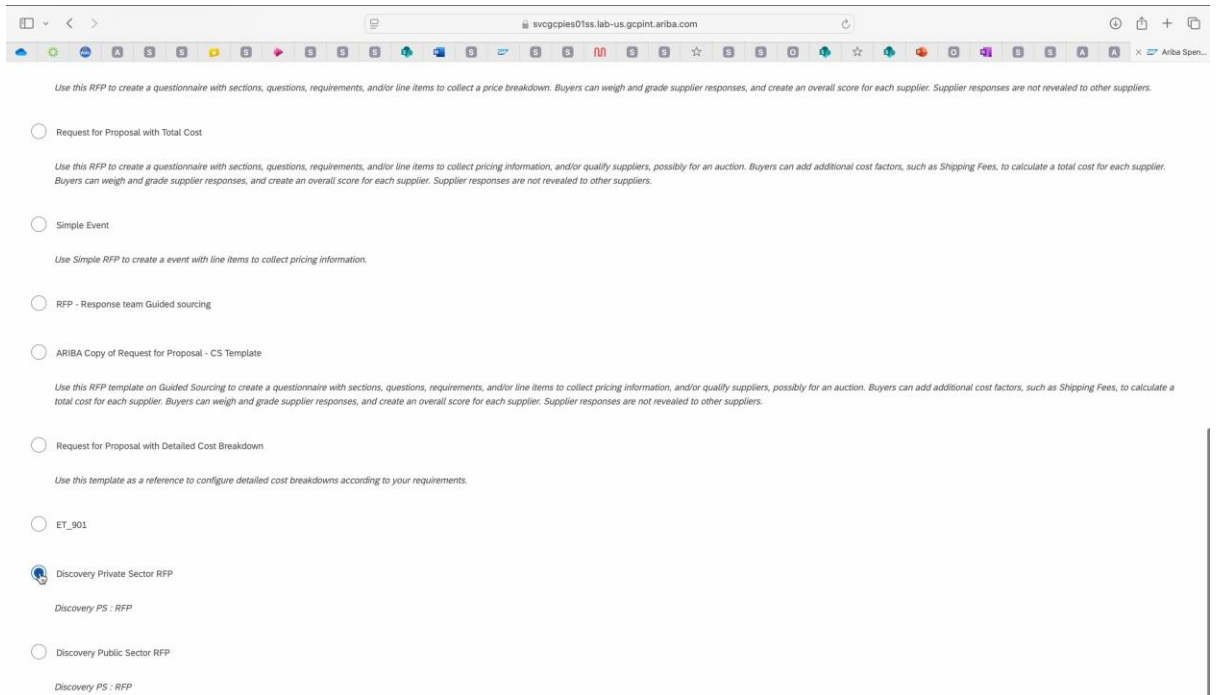 svcgcpies01ss.lab-us.gcpint.ariba.com
Ariba Spen...
Use this RFP to create a questionnaire with sections, questions, requirements, and/or line items to collect a price breakdown. Buyers can weigh and grade supplier responses, and create an overall score for each supplier. Supplier responses are not revealed to other suppliers.
Request for Proposal with Total Cost
Use this RFP to create a questionnaire with sections, questions, requirements, and/or line items to collect pricing information, and/or qualify suppliers, possibly for an auction. Buyers can add additional cost factors, such as Shipping Fees, to calculate a total cost for each supplier.
Buyers can weigh and grade supplier responses, and create an overall score for each supplier. Supplier responses are not revealed to other suppliers.
Simple Event
Use Simple RFP to create a event with line items to collect pricing information.
RFP - Response team Guided sourcing
ARIBA Copy of Request for Proposal - CS Template
Use this RFP template on Guided Sourcing to create a questionnaire with sections, questions, requirements, and/or line items to collect pricing information, and/or qualify suppliers, possibly for an auction. Buyers can add additional cost factors, such as Shipping Fees, to calculate a
total cost for each supplier. Buyers can weigh and grade supplier responses, and create an overall score for each supplier. Supplier responses are not revealed to other suppliers.
Request for Proposal with Detailed Cost Breakdown
Use this template as a reference to configure detailed cost breakdowns according to your requirements.
ET_901
Discovery Private Sector RFP
Discovery PS : RFP
Discovery Public Sector RFP
Discovery PS : RFP